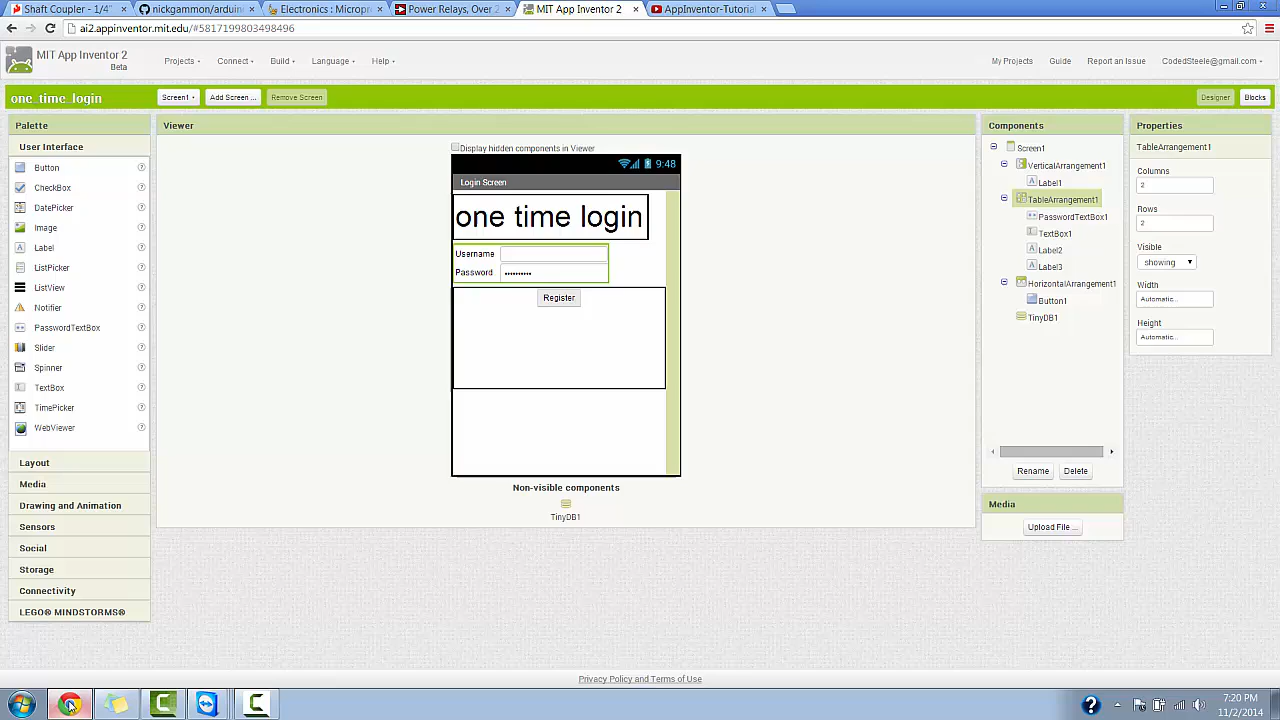 Shaft Coupler - 1/4"
nickgammon/arduin
Electronics : Micropr
Power Relays, Over 2
MIT App Inventor 2
AppInventor-Tutorial
ai2.appinventor.mit.edu/#5817199803498496
MIT App Inventor 2
Beta
Projects
Connect
Build
Language
Help
My Projects
Guide
Report an Issue
CodedSteele@gmail.com
one_time_login
Screen1
Add Screen ...
Remove Screen
Designer
Blocks
Palette
User Interface
Button
CheckBox
DatePicker
Image
Label
ListPicker
ListView
Notifier
PasswordTextBox
Slider
Spinner
TextBox
TimePicker
WebViewer
Layout
Media
Drawing and Animation
Sensors
Social
Storage
Connectivity
LEGO® MINDSTORMS®
Viewer
Display hidden components in Viewer
9:48
Login Screen
one time login
Username
Password
Register
Non-visible components
TinyDB1
Components
Screen1
VerticalArrangement1
Label1
TableArrangement1
PasswordTextBox1
TextBox1
Label2
Label3
HorizontalArrangement1
Button1
TinyDB1
Rename
Delete
Media
Upload File ...
Properties
TableArrangement1
Columns
2
Rows
2
Visible
showing
Width
Automatic...
Height
Automatic...
Privacy Policy and Terms of Use
7:20 PM
11/2/2014